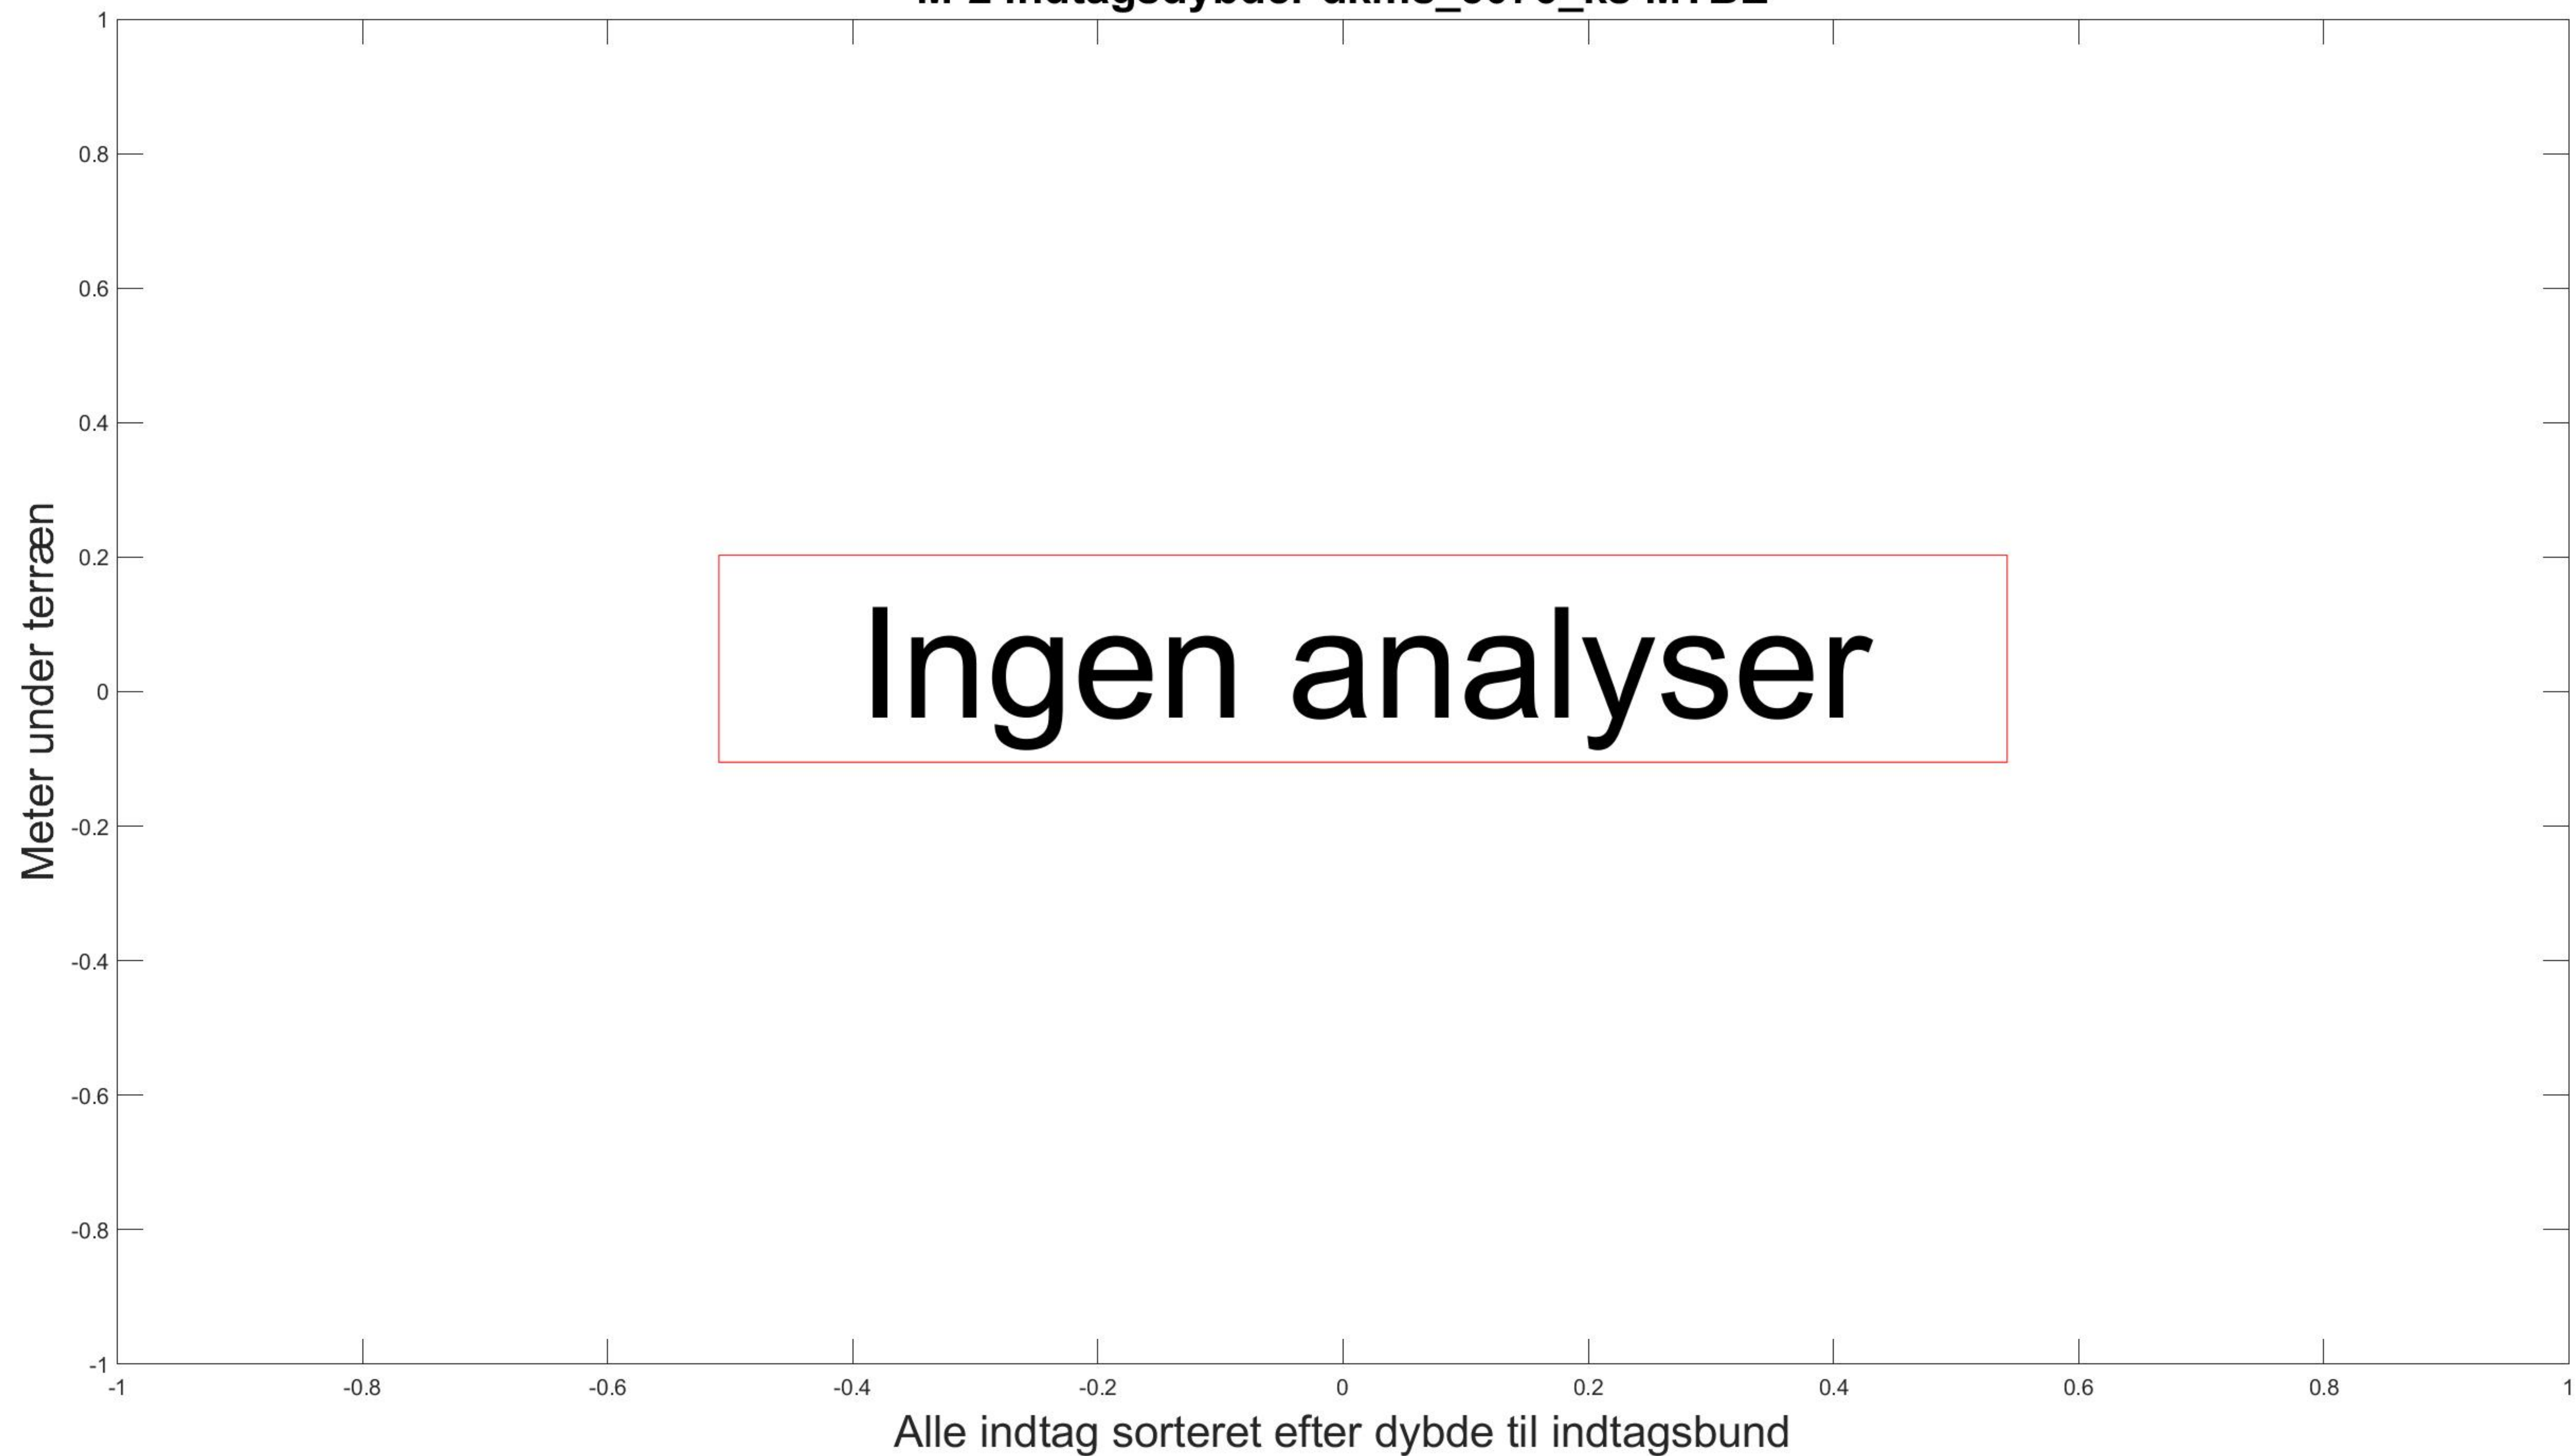 MTBE
1
0.8
0.6
0.4
0.2
0
-0.2
-0.4
-0.6
-0.8
-1
Meter under terræn
Ingen analyser
-1 -0.8 -0.6 -0.4 -0.2 0 0.2 0.4 0.6 0.8 1
Alle indtag sorteret efter dybde til indtagsbund